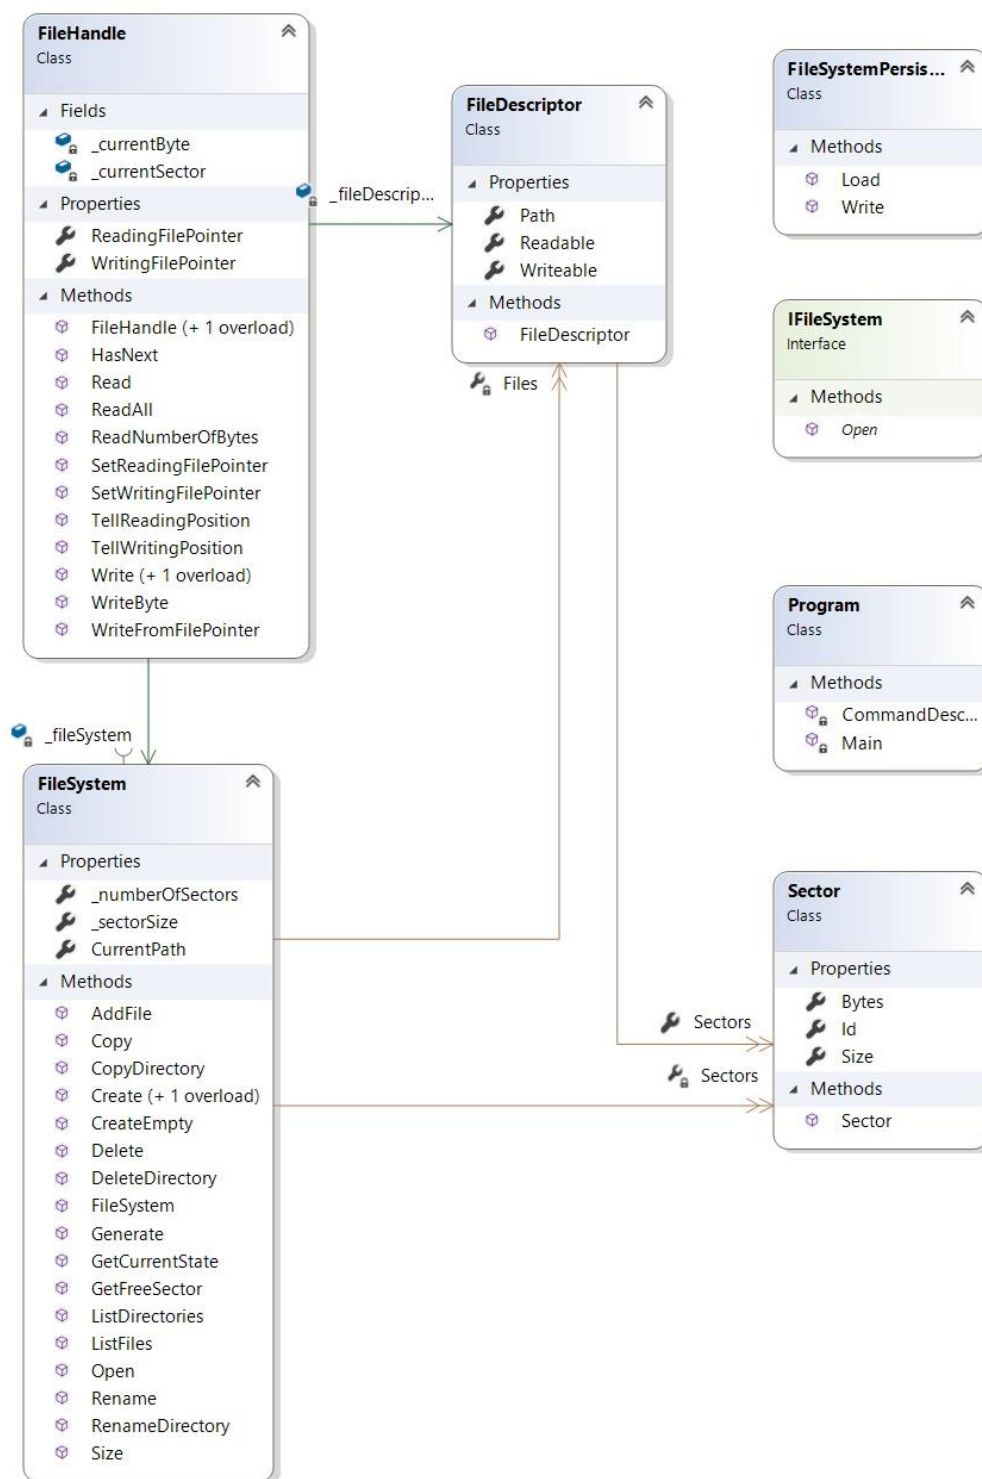 FileHandle
Class
Fields
_currentByte
_currentSector
Properties
ReadingFilePointer
WritingFilePointer
Methods
FileHandle (+ 1 overload)
HasNext
Read
ReadAll
ReadNumberOfBytes
SetReadingFilePointer
SetWritingFilePointer
TellReadingPosition
TellWritingPosition
Write (+ 1 overload)
WriteByte
WriteFromFilePointer
_fileDescrip...
FileDescriptor
Class
Properties
Path
Readable
Writeable
Methods
FileDescriptor
Files
FileSystemPersis...
Class
Methods
Load
Write
IFileSystem
Interface
Methods
Open
Program
Class
Methods
CommandDesc...
Main
_fileSystem
FileSystem
Class
Properties
_numberOfSectors
_sectorSize
CurrentPath
Methods
AddFile
Copy
CopyDirectory
Create (+ 1 overload)
CreateEmpty
Delete
DeleteDirectory
FileSystem
Generate
GetCurrentState
GetFreeSector
ListDirectories
ListFiles
Open
Rename
RenameDirectory
Size
Sectors
Sectors
Sector
Class
Properties
Bytes
Id
Size
Methods
Sector